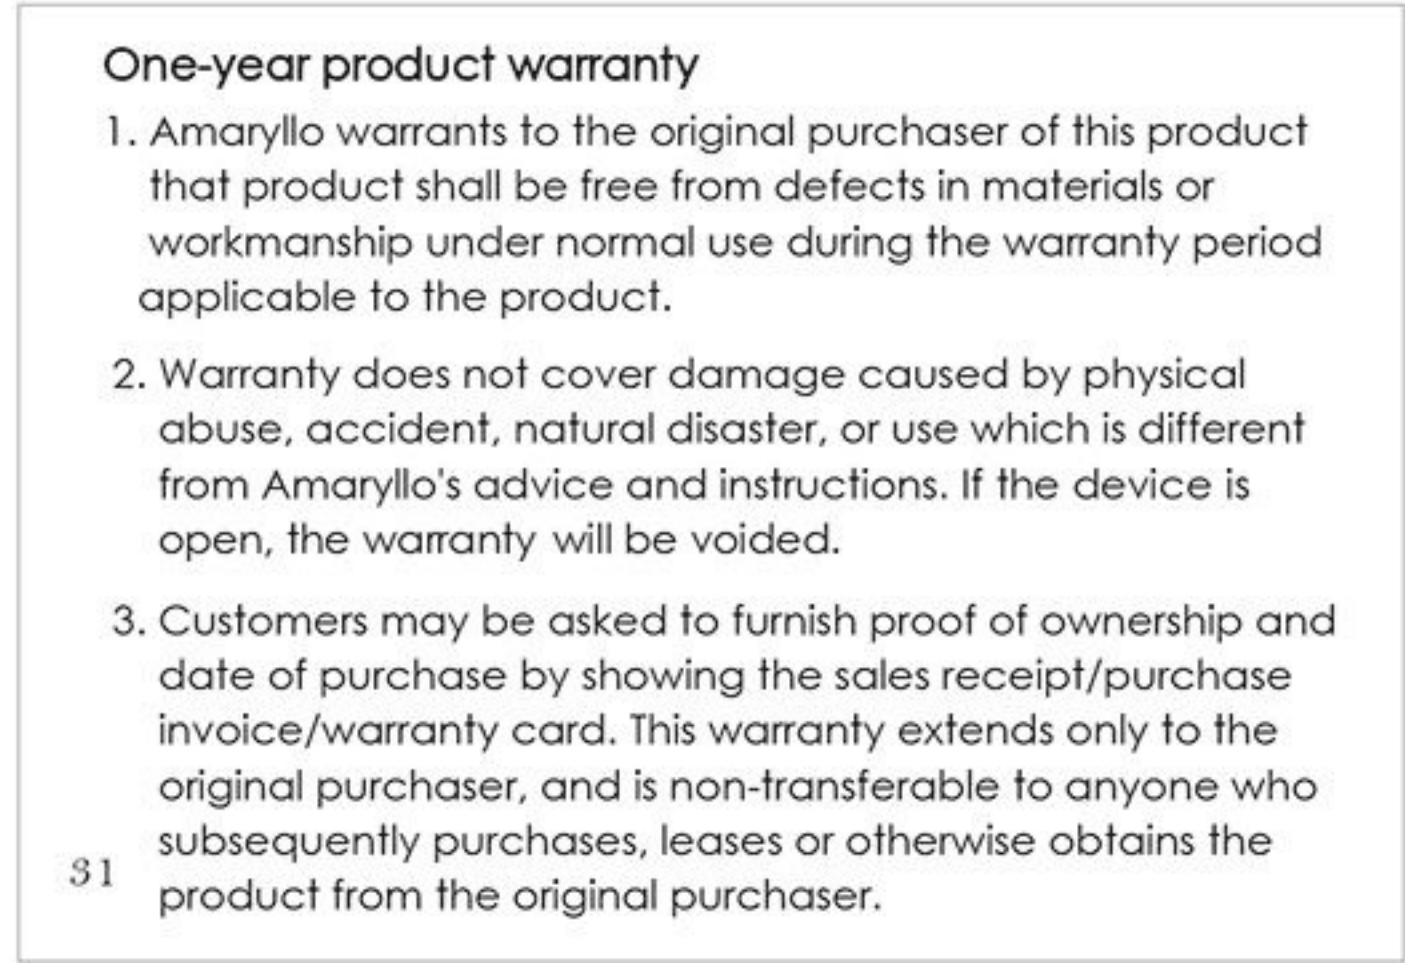 One-year product warranty
1. Amaryllo warrants to the original purchaser of this product
that product shall be free from defects in materials or
workmanship under normal use during the warranty period
applicable to the product.
2. Warranty does not cover damage caused by physical
abuse, accident, natural disaster, or use which is different
from Amaryllo's advice and instructions. If the device is
open, the warranty will be voided.
3. Customers may be asked to furnish proof of ownership and
date of purchase by showing the sales receipt/purchase
invoice/warranty card. This warranty extends only to the
original purchaser, and is non-transferable to anyone who
subsequently purchases, leases or otherwise obtains the
product from the original purchaser.
31